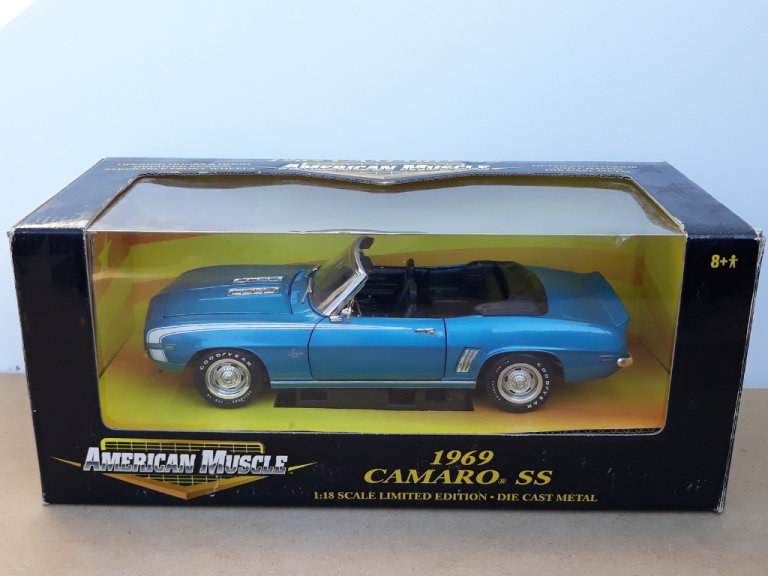 AMERICAN MUSCLE
8+
GOODYEAR
GOODYEAR
AMERICAN MUSCLE
1969
CAMARO® SS
1:18 SCALE LIMITED EDITION • DIE CAST METAL